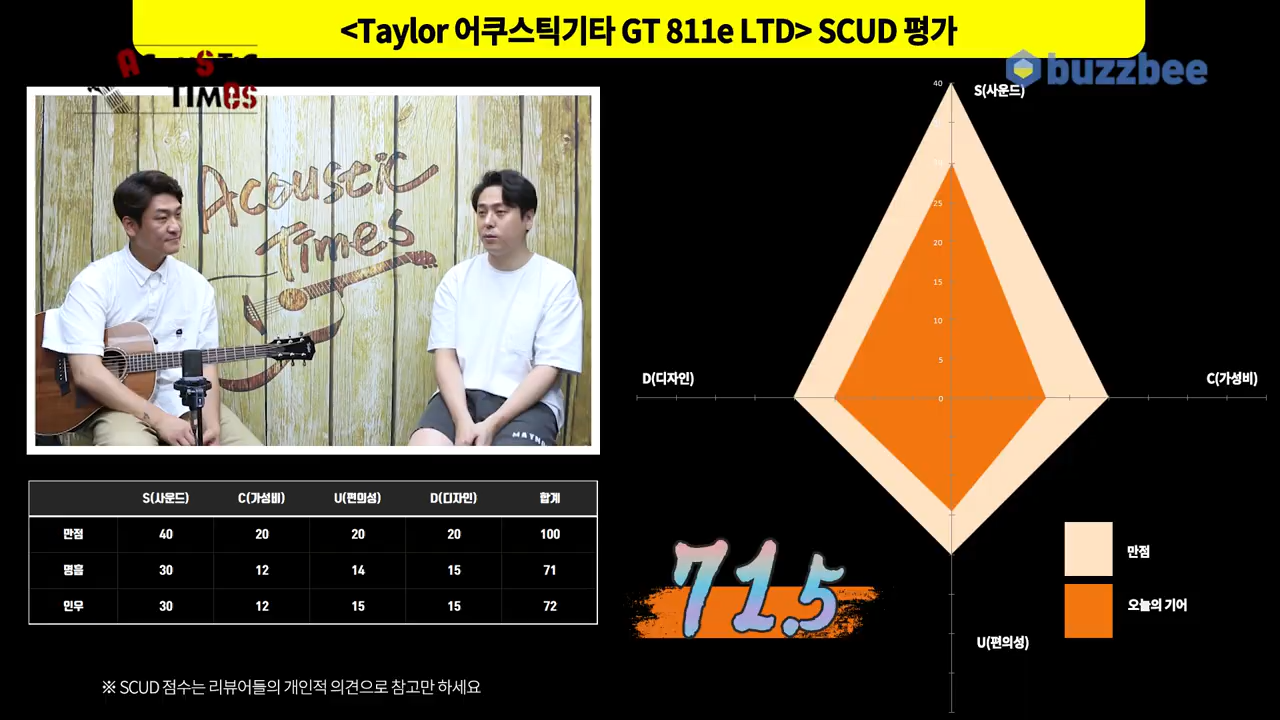 <Taylor 어쿠스틱기타 GT 811e LTD> SCUD 평가
ACOUSTIC
TIMES
buzzbee
Acoustic
Times
S(사운드)
40
30
25
20
15
10
5
0
D(디자인)
C(가성비)
U(편의성)
S(사운드) C(가성비) U(편의성) D(디자인) 합계
만점 40 20 20 20 100
명흠 30 12 14 15 71
인우 30 12 15 15 72
71.5
만점
오늘의 기어
※ SCUD 점수는 리뷰어들의 개인적 의견으로 참고만 하세요